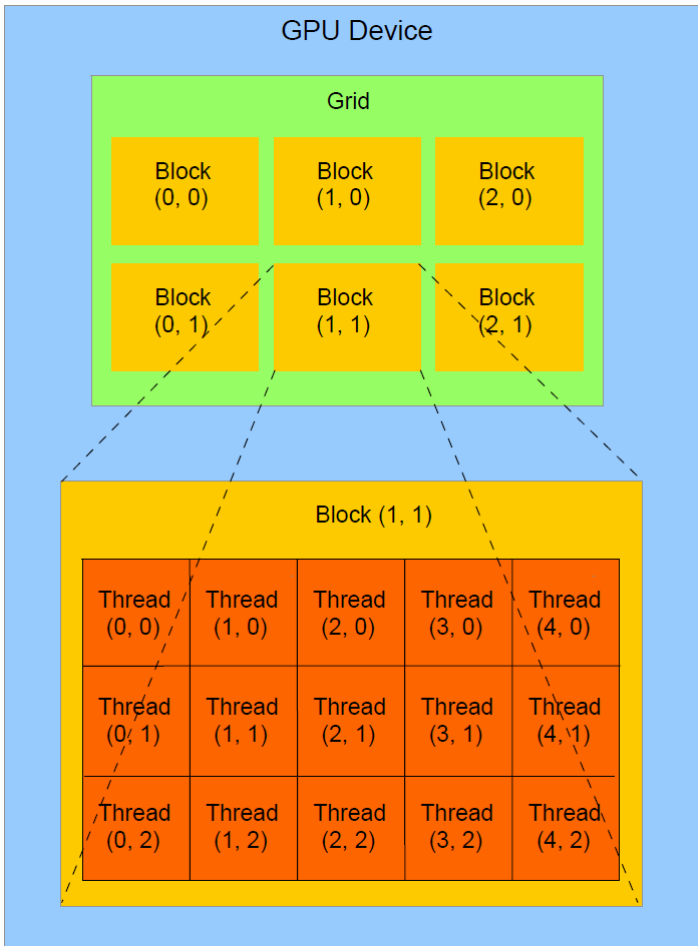 GPU Device
Grid
Block
(0, 0)
Block
(1, 0)
Block
(2, 0)
Block
(0, 1)
Block
(1, 1)
Block
(2, 1)
Block (1, 1)
Thread
(0, 0)
Thread
(1, 0)
Thread
(2, 0)
Thread
(3, 0)
Thread
(4, 0)
Thread
(0, 1)
Thread
(1, 1)
Thread
(2, 1)
Thread
(3, 1)
Thread
(4, 1)
Thread
(0, 2)
Thread
(1, 2)
Thread
(2, 2)
Thread
(3, 2)
Thread
(4, 2)